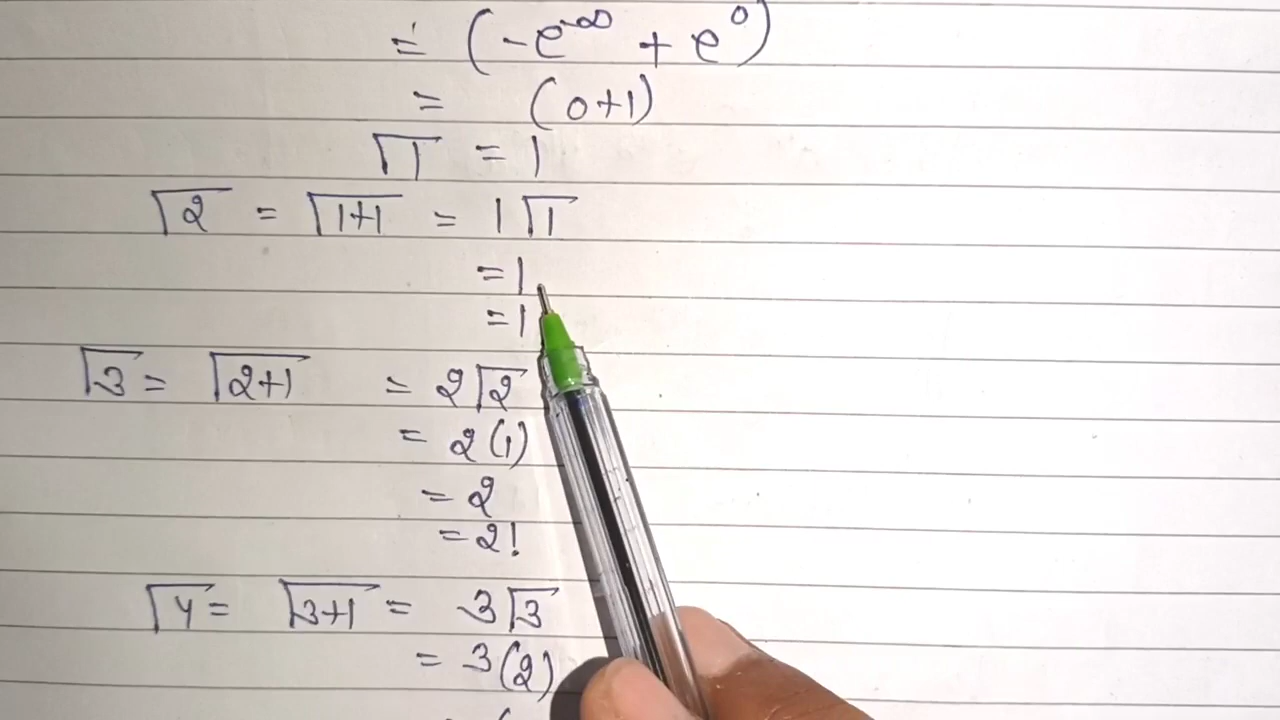 = (-e^-∞ + e^0)
= (0+1)
Γ1 = 1
Γ2 = Γ1+1 = 1 Γ1
= 1
= 1
Γ3 = Γ2+1 = 2 Γ2
= 2(1)
= 2
= 2!
Γ4 = Γ3+1 = 3 Γ3
= 3(2)